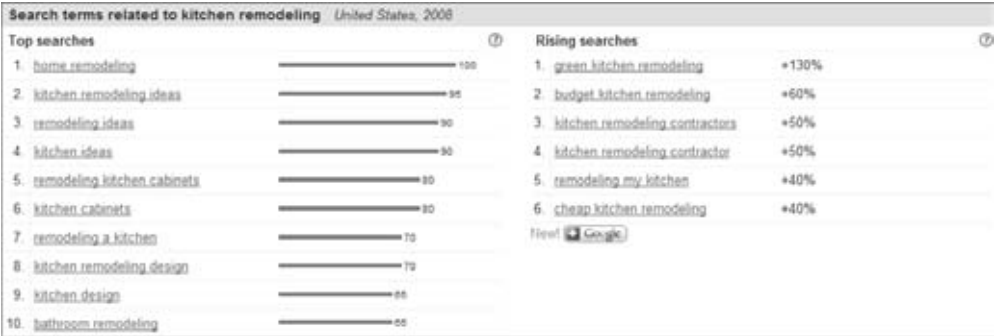 Search terms related to kitchen remodeling United States, 2008
Top searches
1. home remodeling 100
2. kitchen remodeling ideas 95
3. remodeling ideas 90
4. kitchen ideas 90
5. remodeling kitchen cabinets 80
6. kitchen cabinets 80
7. remodeling a kitchen 70
8. kitchen remodeling design 70
9. kitchen design 65
10. bathroom remodeling 65
Rising searches
1. green kitchen remodeling +130%
2. budget kitchen remodeling +60%
3. kitchen remodeling contractors +50%
4. kitchen remodeling contractor +50%
5. remodeling my kitchen +40%
6. cheap kitchen remodeling +40%
New! Google